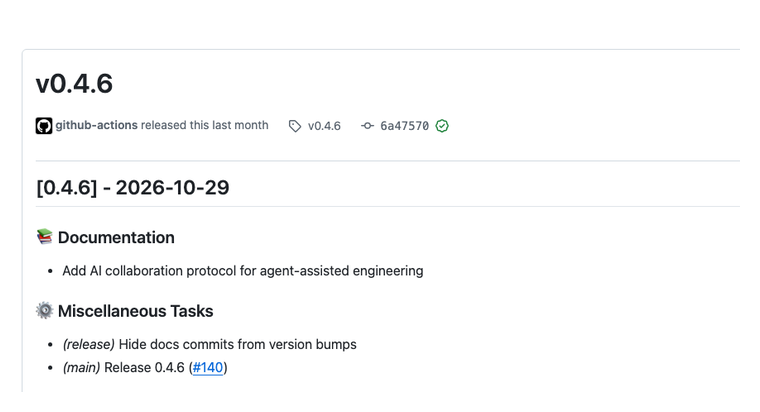 v0.4.6
github-actions released this last month v0.4.6 6a47570
[0.4.6] - 2026-10-29
📚 Documentation
• Add AI collaboration protocol for agent-assisted engineering
⚙️ Miscellaneous Tasks
• (release) Hide docs commits from version bumps
• (main) Release 0.4.6 (#140)